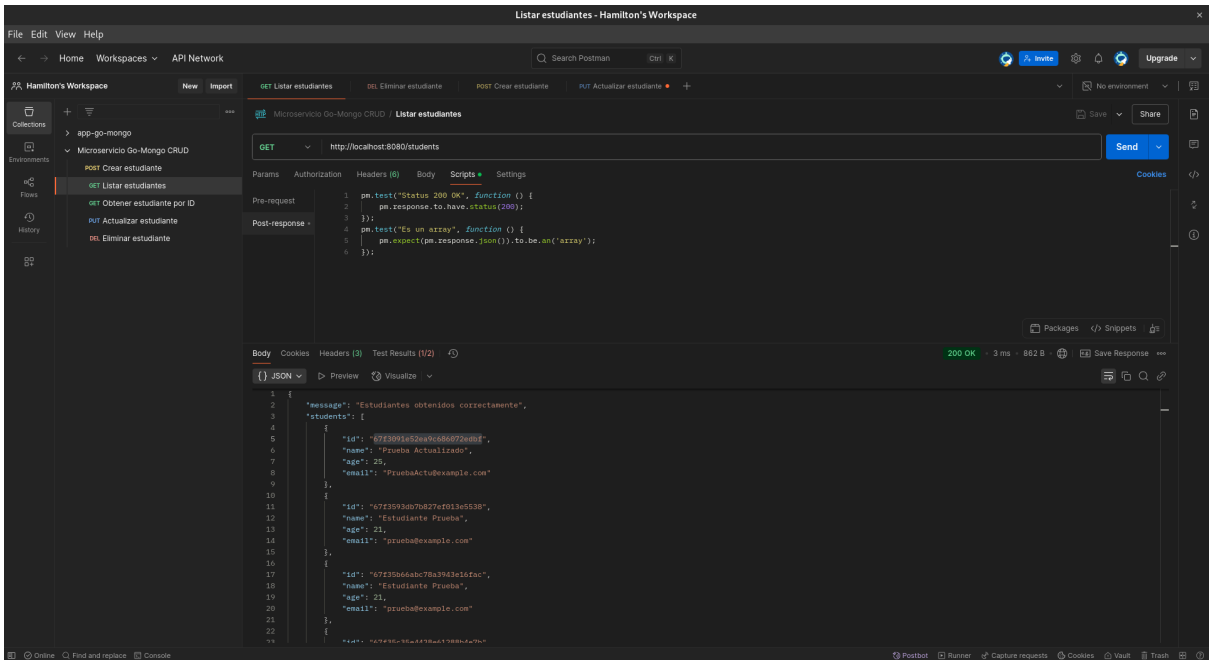 Listar estudiantes - Hamilton's Workspace
File Edit View Help
Home Workspaces API Network
Search Postman Ctrl K
Invite
Upgrade
Hamilton's Workspace New Import
GET Listar estudiantes DEL Eliminar estudiante POST Crear estudiante PUT Actualizar estudiante
No environment
Collections
Environments
Flows
History
app-go-mongo
Microservicio Go-Mongo CRUD
POST Crear estudiante
GET Listar estudiantes
GET Obtener estudiante por ID
PUT Actualizar estudiante
DEL Eliminar estudiante
Microservicio Go-Mongo CRUD / Listar estudiantes
Save Share
GET http://localhost:8080/students
Send
Params Authorization Headers (6) Body Scripts Settings
Cookies
Pre-request
Post-response
1 pm.test("Status 200 OK", function () {
2 pm.response.to.have.status(200);
3 });
4 pm.test("Es un array", function () {
5 pm.expect(pm.response.json()).to.be.an('array');
6 });
Packages </> Snippets
Body Cookies Headers (3) Test Results (1/2)
200 OK 3 ms 862 B Save Response
{} JSON Preview Visualize
1 {
2 "message": "Estudiantes obtenidos correctamente",
3 "students": [
4 {
5 "id": "67f3091e52ea9c686072edbf",
6 "name": "Prueba Actualizado",
7 "age": 25,
8 "email": "PruebaActu@example.com"
9 },
10 {
11 "id": "67f3593db7b827ef013e5538",
12 "name": "Estudiante Prueba",
13 "age": 21,
14 "email": "prueba@example.com"
15 },
16 {
17 "id": "67f35b66abc78a3943e16fac",
18 "name": "Estudiante Prueba",
19 "age": 21,
20 "email": "prueba@example.com"
21 },
22 {
Online Find and replace Console
Postbot Runner Capture requests Cookies Vault Trash